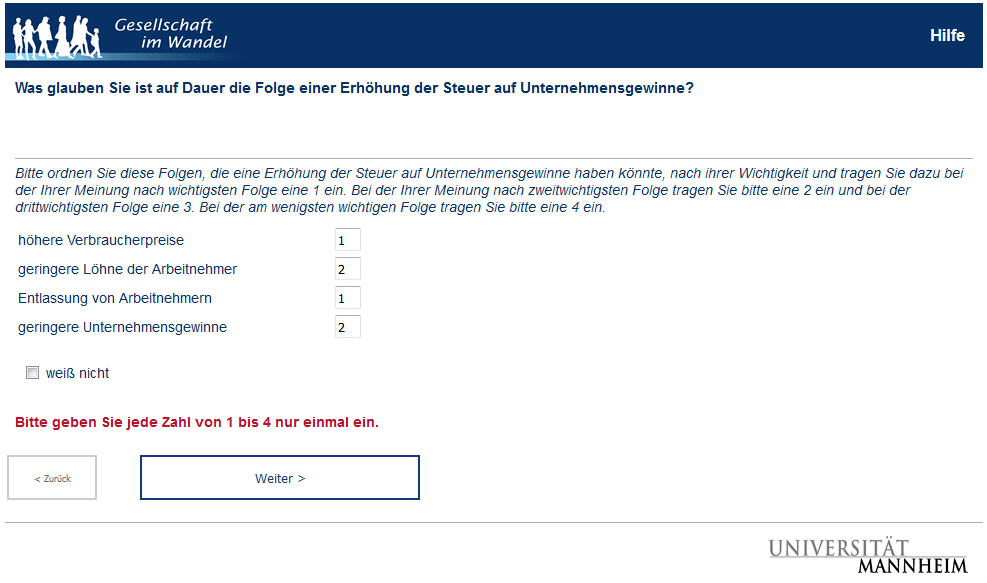 Gesellschaft
im Wandel
Hilfe
Was glauben Sie ist auf Dauer die Folge einer Erhöhung der Steuer auf Unternehmensgewinne?
Bitte ordnen Sie diese Folgen, die eine Erhöhung der Steuer auf Unternehmensgewinne haben könnte, nach ihrer Wichtigkeit und tragen Sie dazu bei
der Ihrer Meinung nach wichtigsten Folge eine 1 ein. Bei der Ihrer Meinung nach zweitwichtigsten Folge tragen Sie bitte eine 2 ein und bei der
drittwichtigsten Folge eine 3. Bei der am wenigsten wichtigen Folge tragen Sie bitte eine 4 ein.
höhere Verbraucherpreise 1
geringere Löhne der Arbeitnehmer 2
Entlassung von Arbeitnehmern 1
geringere Unternehmensgewinne 2
weiß nicht
Bitte geben Sie jede Zahl von 1 bis 4 nur einmal ein.
< Zurück Weiter >
UNIVERSITÄT
MANNHEIM